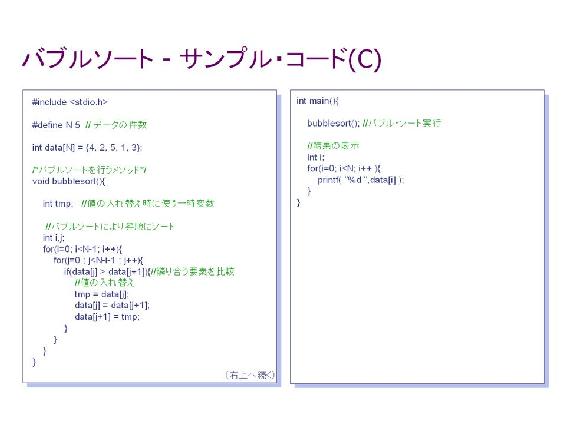 バブルソート - サンプル・コード(C)
#include <stdio.h>
#define N 5 // データの件数
int data[N] = {4, 2, 5, 1, 3};
/*バブルソートを行うメソッド*/
void bubblesort(){
int tmp; //値の入れ替え時に使う一時変数
//バブルソートにより昇順にソート
int i,j;
for(i=0; i<N-1; i++){
for(j=0 ; j<N-i-1 ; j++){
if(data[j] > data[j+1]){//隣り合う要素を比較
//値の入れ替え
tmp = data[j];
data[j] = data[j+1];
data[j+1] = tmp;
}
}
}
}
（右上へ続く）
int main(){
bubblesort(); //バブル・ソート実行
//結果の表示
int i;
for(i=0; i<N; i++ ){
printf( "%d ",data[i] );
}
}